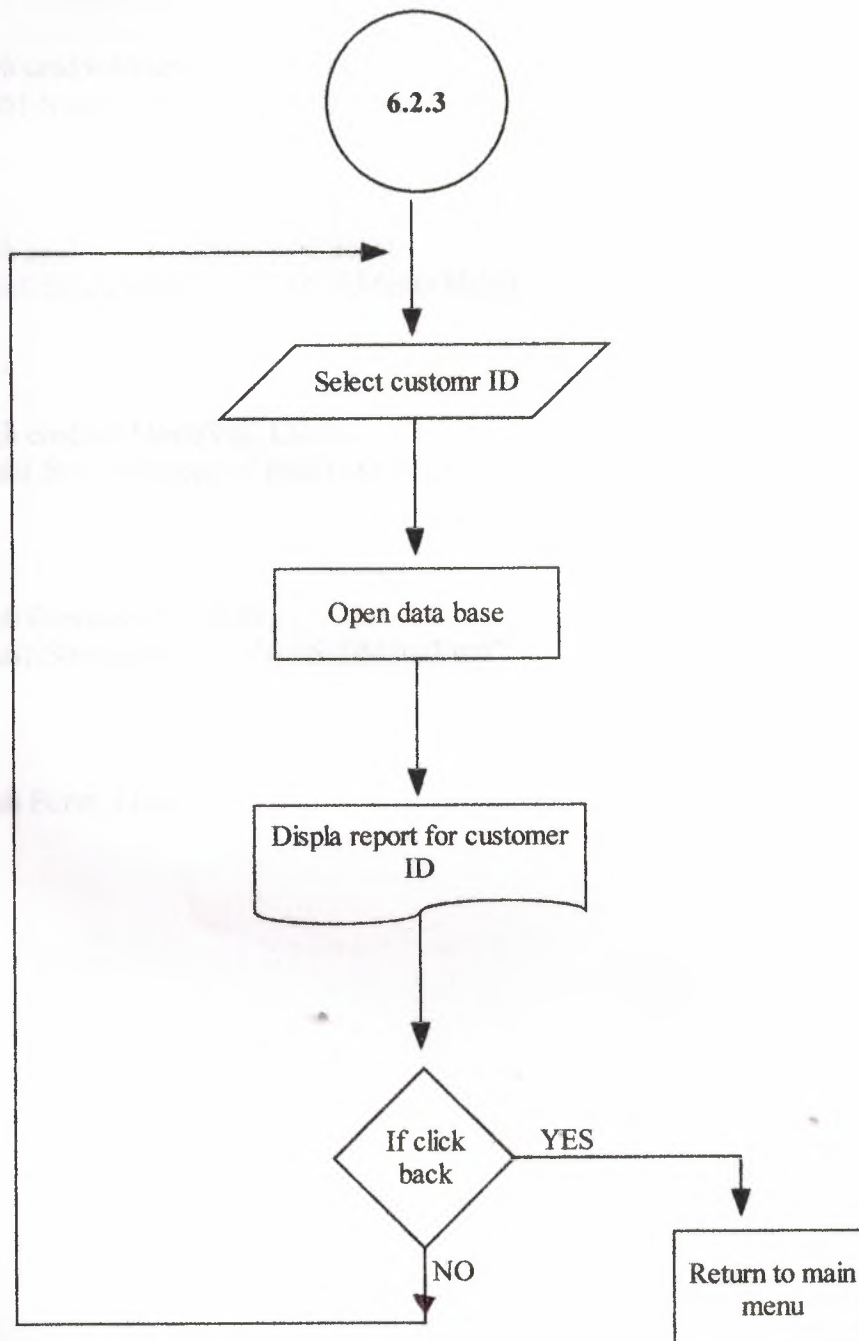 6.2.3
Select customr ID
Open data base
Displa report for customer
ID
If click
back
YES
NO
Return to main
menu